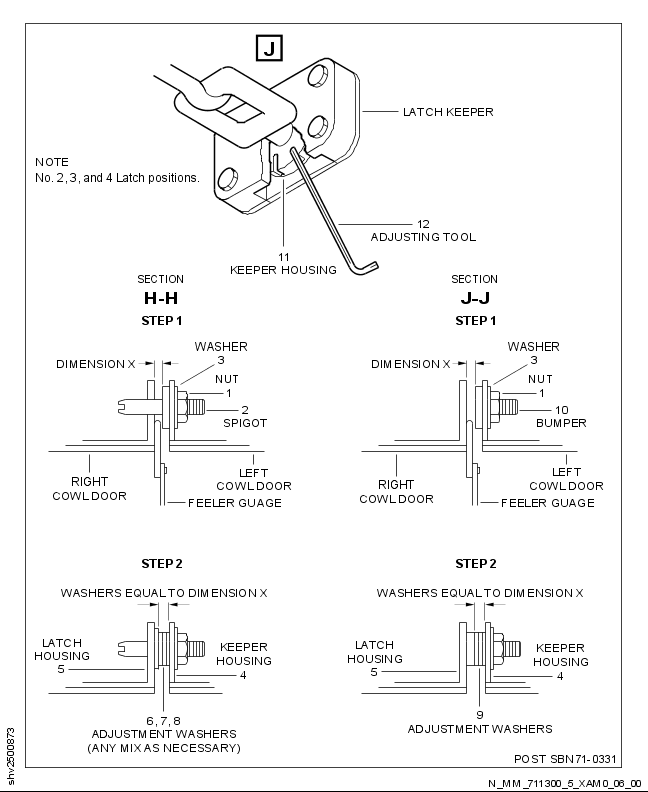 J
LATCH KEEPER
NOTE
No. 2, 3, and 4 Latch positions.
12
ADJUSTING TOOL
11
KEEPER HOUSING
SECTION
H-H
STEP 1
WASHER
3
DIMENSION X
NUT
1
2
SPIGOT
RIGHT
COWL DOOR
LEFT
COWL DOOR
FEELER GUAGE
SECTION
J-J
STEP 1
WASHER
3
DIMENSION X
NUT
1
10
BUMPER
RIGHT
COWL DOOR
LEFT
COWL DOOR
FEELER GUAGE
STEP 2
WASHERS EQUAL TO DIMENSION X
LATCH
HOUSING
5
KEEPER
HOUSING
4
6, 7, 8
ADJUSTMENT WASHERS
(ANY MIX AS NECESSARY)
STEP 2
WASHERS EQUAL TO DIMENSION X
LATCH
HOUSING
5
KEEPER
HOUSING
4
9
ADJUSTMENT WASHERS
POST SBN71-0331
shv2500873
N_MM_711300_5_XAM0_06_00